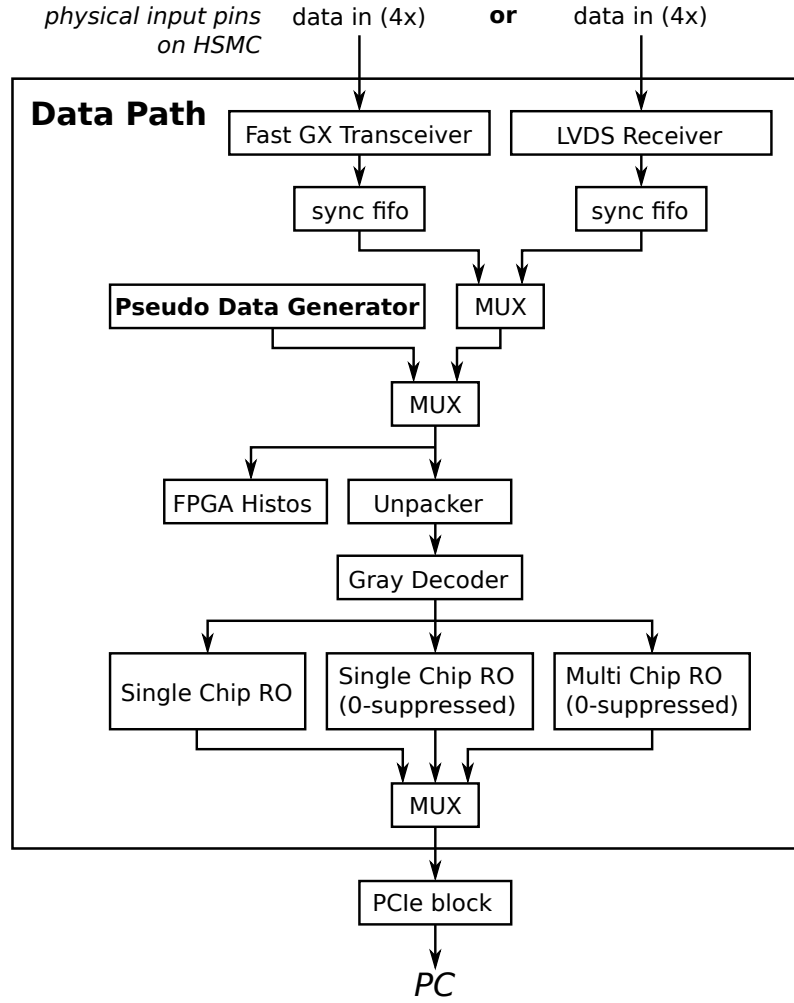 physical input pins
on HSMC
data in (4x)
or
data in (4x)
Data Path
Fast GX Transceiver
LVDS Receiver
sync fifo
sync fifo
Pseudo Data Generator
MUX
MUX
FPGA Histos
Unpacker
Gray Decoder
Single Chip RO
Single Chip RO
(0-suppressed)
Multi Chip RO
(0-suppressed)
MUX
PCIe block
PC